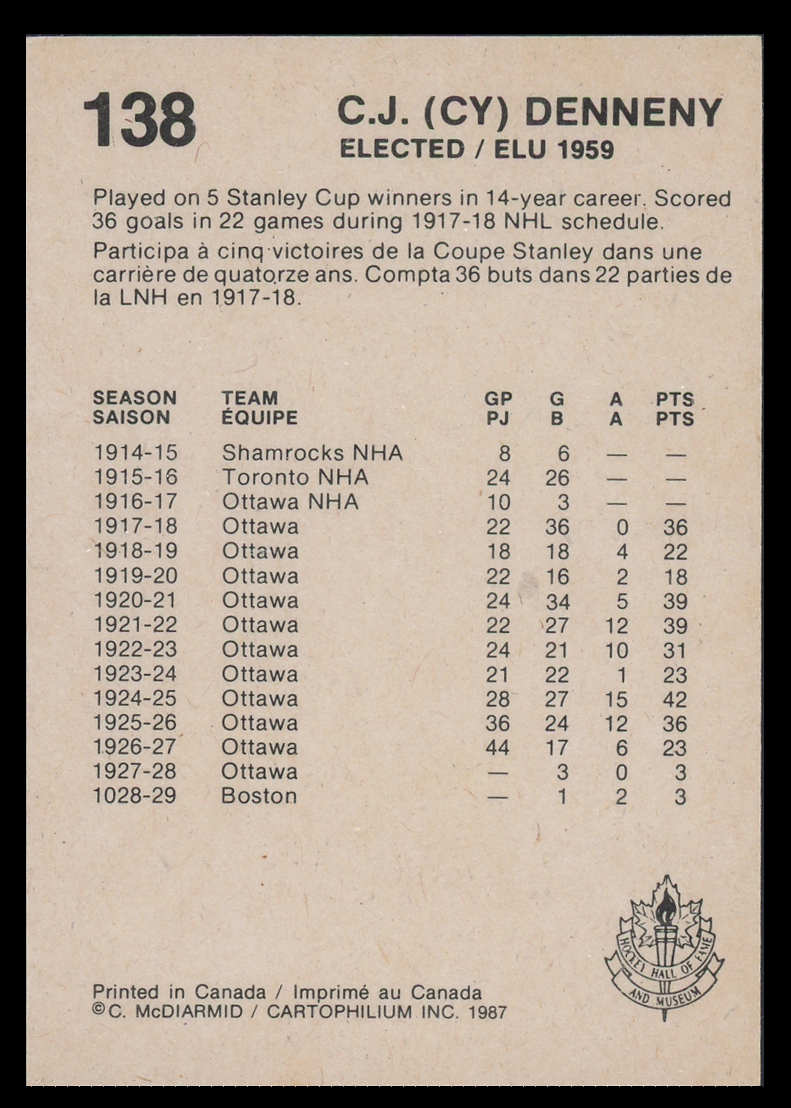 138
C.J. (CY) DENNENY
ELECTED / ELU 1959
Played on 5 Stanley Cup winners in 14-year career. Scored
36 goals in 22 games during 1917-18 NHL schedule.
Participa à cinq victoires de la Coupe Stanley dans une
carrière de quatorze ans. Compta 36 buts dans 22 parties de
la LNH en 1917-18.
SEASON TEAM GP G A PTS
SAISON ÉQUIPE PJ B A PTS
1914-15 Shamrocks NHA 8 6 — —
1915-16 Toronto NHA 24 26 — —
1916-17 Ottawa NHA 10 3 — —
1917-18 Ottawa 22 36 0 36
1918-19 Ottawa 18 18 4 22
1919-20 Ottawa 22 16 2 18
1920-21 Ottawa 24 34 5 39
1921-22 Ottawa 22 27 12 39
1922-23 Ottawa 24 21 10 31
1923-24 Ottawa 21 22 1 23
1924-25 Ottawa 28 27 15 42
1925-26 Ottawa 36 24 12 36
1926-27 Ottawa 44 17 6 23
1927-28 Ottawa — 3 0 3
1028-29 Boston — 1 2 3
HOCKEY HALL OF FAME
AND MUSEUM
Printed in Canada / Imprimé au Canada
©C. McDIARMID / CARTOPHILIUM INC. 1987